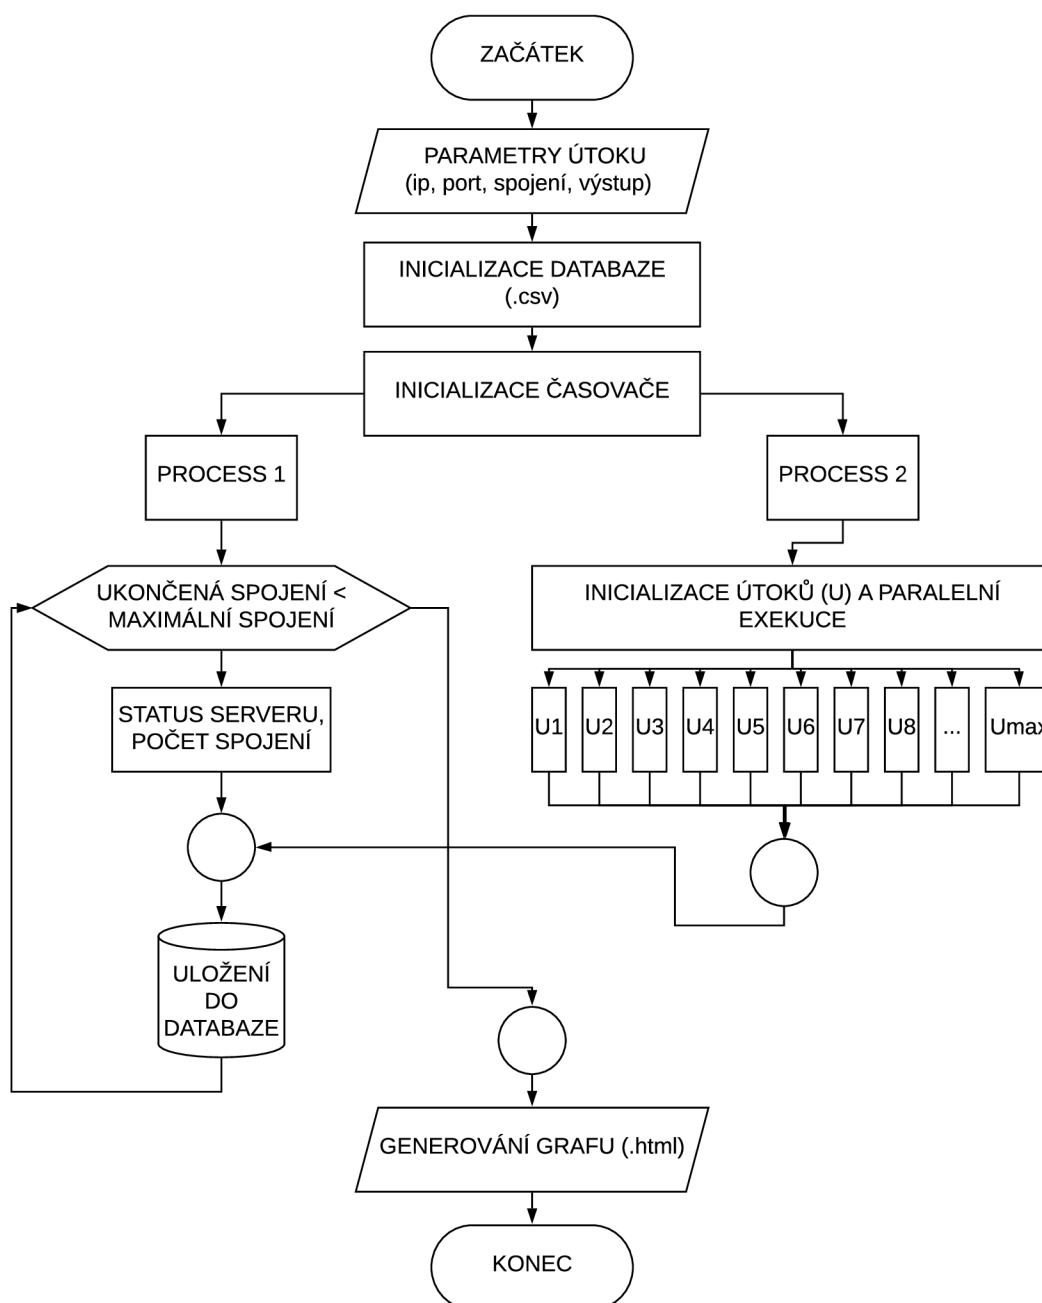 ZAČÁTEK
PARAMETRY ÚTOKU
(ip, port, spojení, výstup)
INICIALIZACE DATABAZE
(.csv)
INICIALIZACE ČASOVAČE
PROCESS 1
PROCESS 2
UKONČENÁ SPOJENÍ <
MAXIMÁLNÍ SPOJENÍ
INICIALIZACE ÚTOKŮ (U) A PARALELNÍ
EXEKUCE
STATUS SERVERU,
POČET SPOJENÍ
U1
U2
U3
U4
U5
U6
U7
U8
...
Umax
ULOŽENÍ
DO
DATABAZE
GENEROVÁNÍ GRAFU (.html)
KONEC